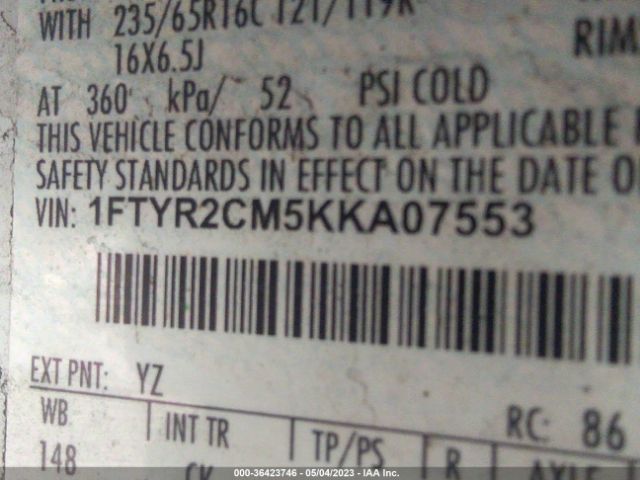 WITH 235/65R16C 121/119R
16X6.5J
RIM
AT 360 kPa/ 52 PSI COLD
THIS VEHICLE CONFORMS TO ALL APPLICABLE
SAFETY STANDARDS IN EFFECT ON THE DATE O
VIN: 1FTYR2CM5KKA07553
EXT PNT: YZ
RC: 86
WB INT TR TP/PS R AXLE
148
000-36423746 - 05/04/2023 - IAA Inc.